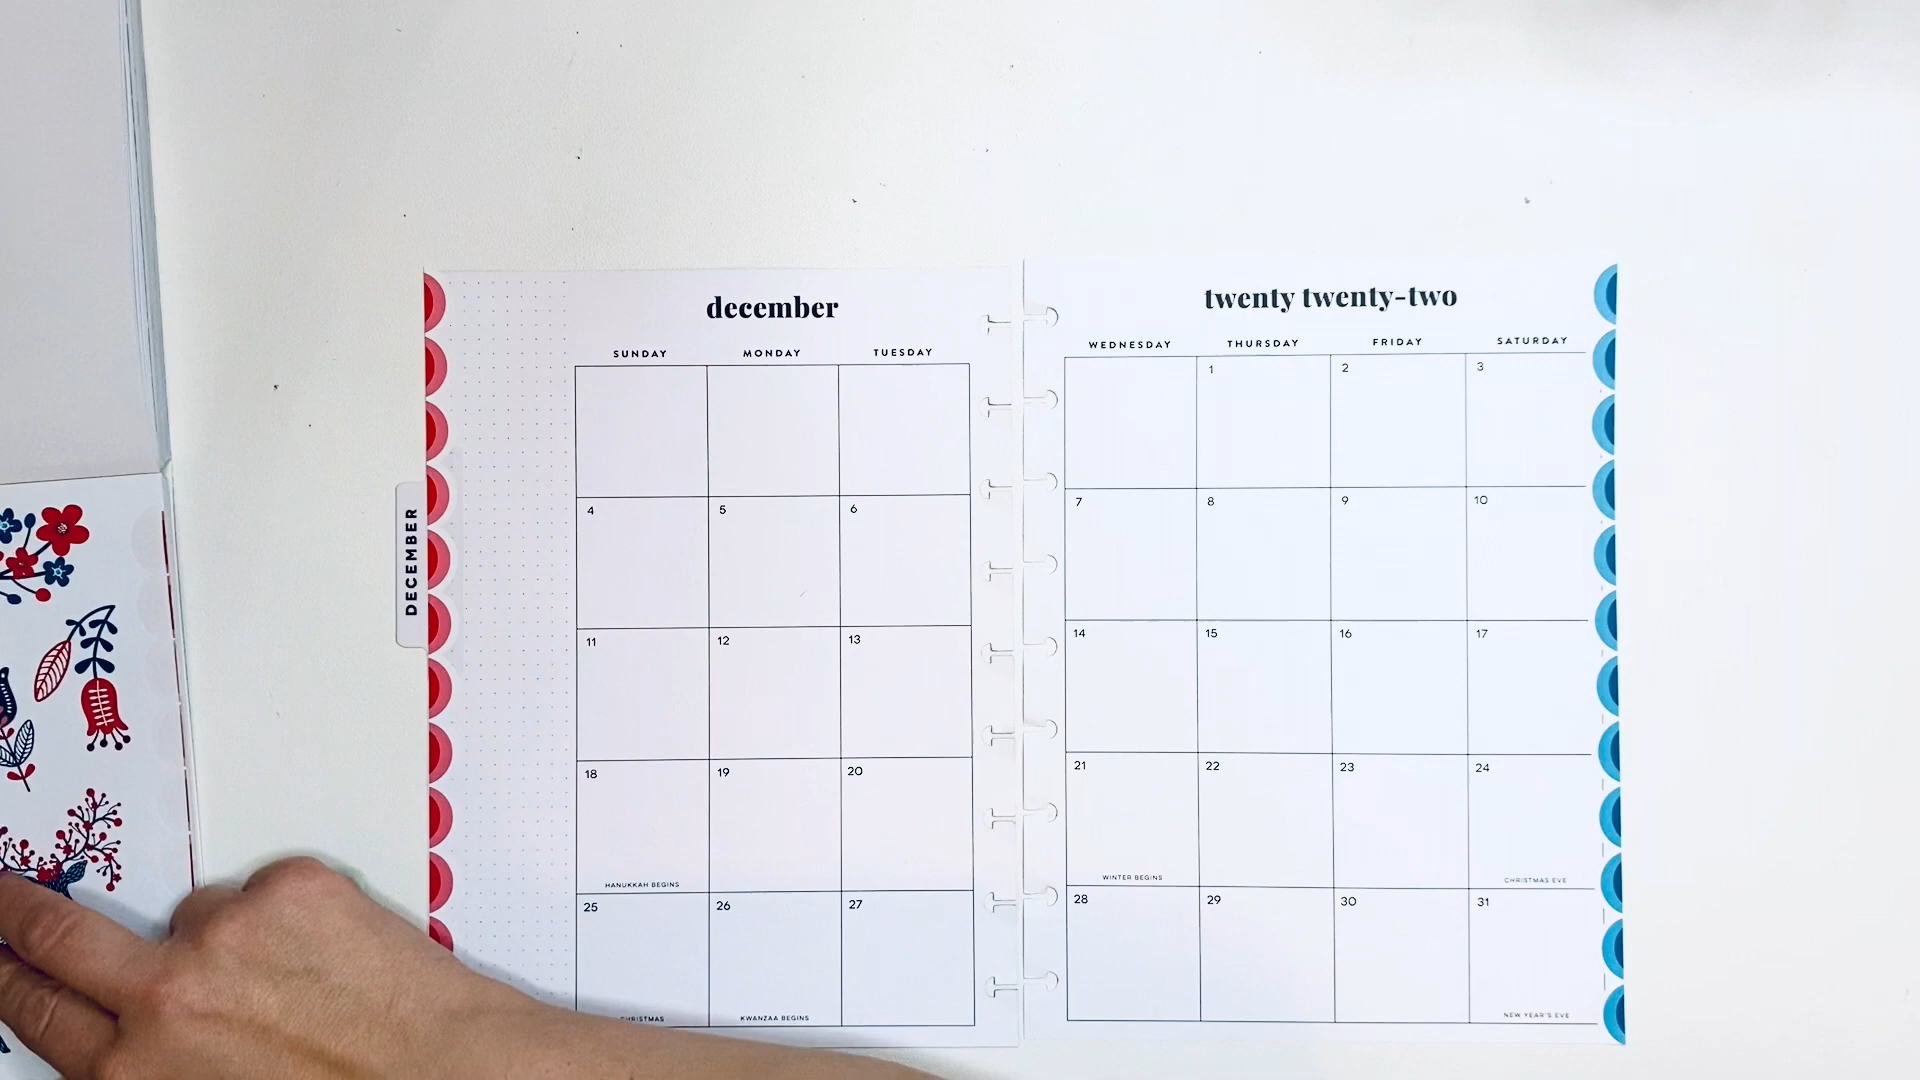 december
twenty twenty-two
SUNDAY MONDAY TUESDAY WEDNESDAY THURSDAY FRIDAY SATURDAY
1 2 3
4 5 6 7 8 9 10
11 12 13 14 15 16 17
18 19 20 21 22 23 24
HANUKKAH BEGINS WINTER BEGINS CHRISTMAS EVE
25 26 27 28 29 30 31
CHRISTMAS KWANZAA BEGINS NEW YEAR'S EVE
DECEMBER